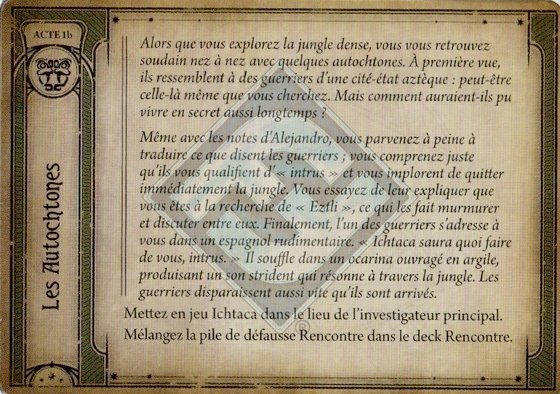 ACTE 1b
Les Autochtones
Alors que vous explorez la jungle dense, vous vous retrouvez
soudain nez à nez avec quelques autochtones. À première vue,
ils ressemblent à des guerriers d'une cité-état aztèque : peut-être
celle-là même que vous cherchez. Mais comment auraient-ils pu
vivre en secret aussi longtemps ?
Même avec les notes d'Alejandro, vous parvenez à peine à
traduire ce que disent les guerriers ; vous comprenez juste
qu'ils vous qualifient d'« intrus » et vous implorent de quitter
immédiatement la jungle. Vous essayez de leur expliquer que
vous êtes à la recherche de « Eztli », ce qui les fait murmurer
et discuter entre eux. Finalement, l'un des guerriers s'adresse à
vous dans un espagnol rudimentaire. « Ichtaca saura quoi faire
de vous, intrus. » Il souffle dans un ocarina ouvragé en argile,
produisant un son strident qui résonne à travers la jungle. Les
guerriers disparaissent aussi vite qu'ils sont arrivés.
Mettez en jeu Ichtaca dans le lieu de l'investigateur principal.
Mélangez la pile de défausse Rencontre dans le deck Rencontre.